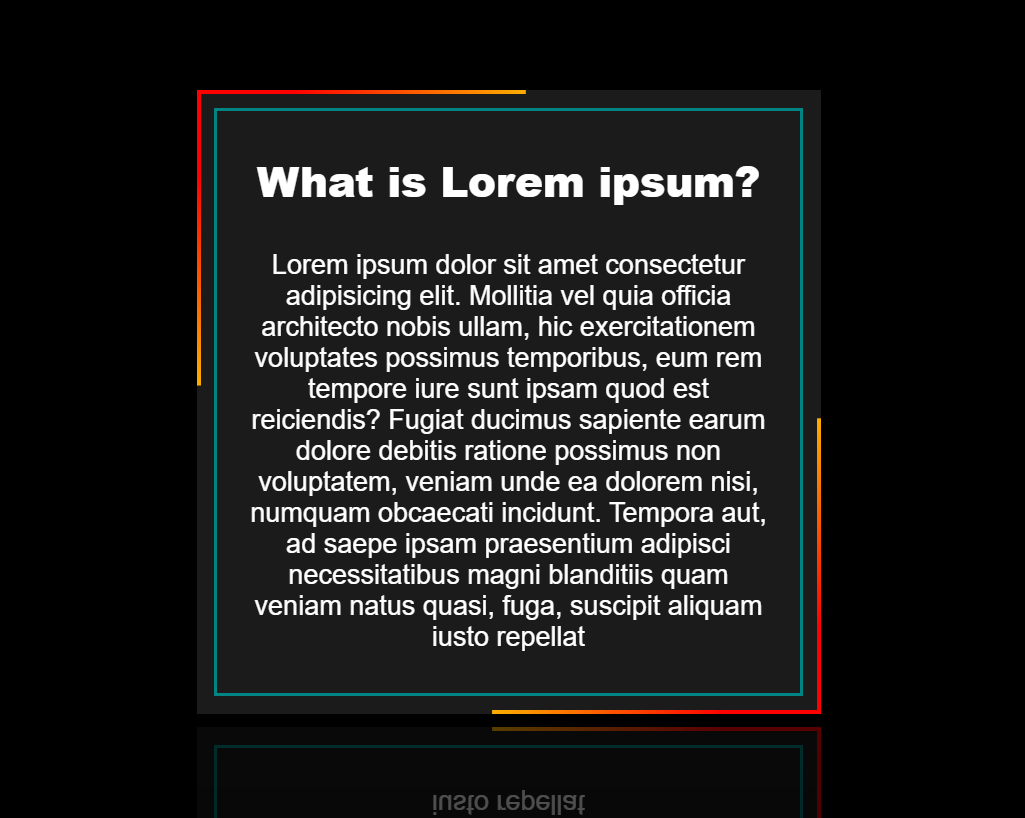 What is Lorem ipsum?
Lorem ipsum dolor sit amet consectetur
adipisicing elit. Mollitia vel quia officia
architecto nobis ullam, hic exercitationem
voluptates possimus temporibus, eum rem
tempore iure sunt ipsam quod est
reiciendis? Fugiat ducimus sapiente earum
dolore debitis ratione possimus non
voluptatem, veniam unde ea dolorem nisi,
numquam obcaecati incidunt. Tempora aut,
ad saepe ipsam praesentium adipisci
necessitatibus magni blanditiis quam
veniam natus quasi, fuga, suscipit aliquam
iusto repellat
iusto repellat